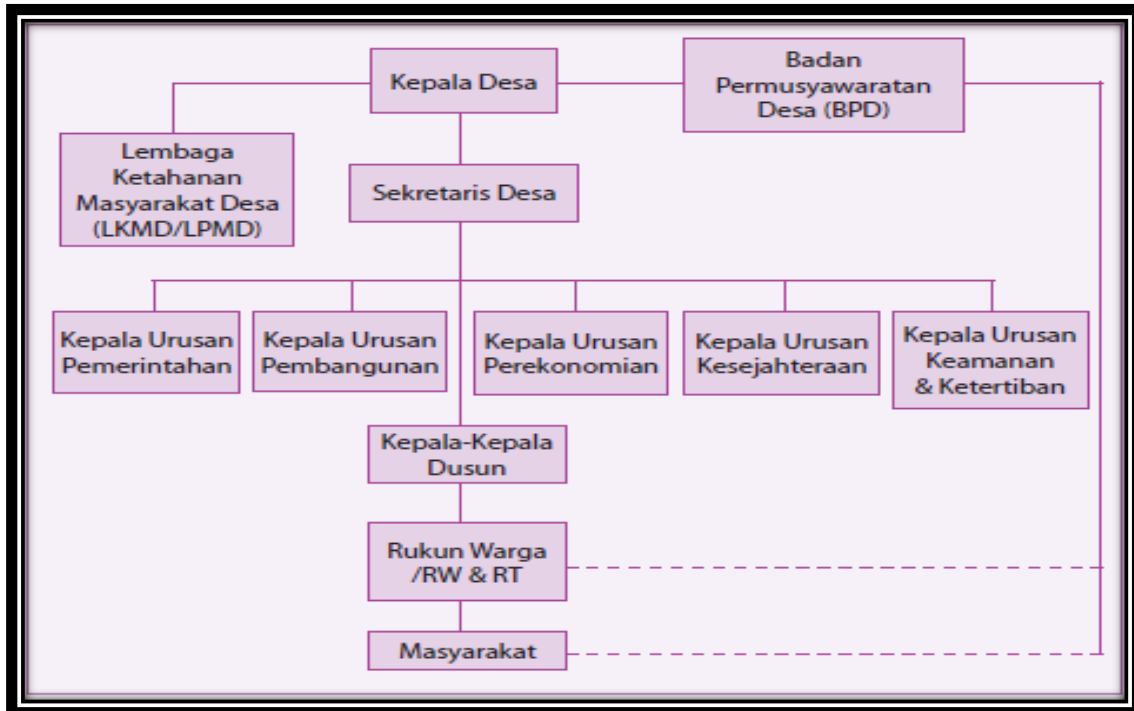 Kepala Desa
Badan
Permusyawaratan
Desa (BPD)
Lembaga
Ketahanan
Masyarakat Desa
(LKMD/LPMD)
Sekretaris Desa
Kepala Urusan
Pemerintahan
Kepala Urusan
Pembangunan
Kepala Urusan
Perekonomian
Kepala Urusan
Kesejahteraan
Kepala Urusan
Keamanan
& Ketertiban
Kepala-Kepala
Dusun
Rukun Warga
/RW & RT
Masyarakat